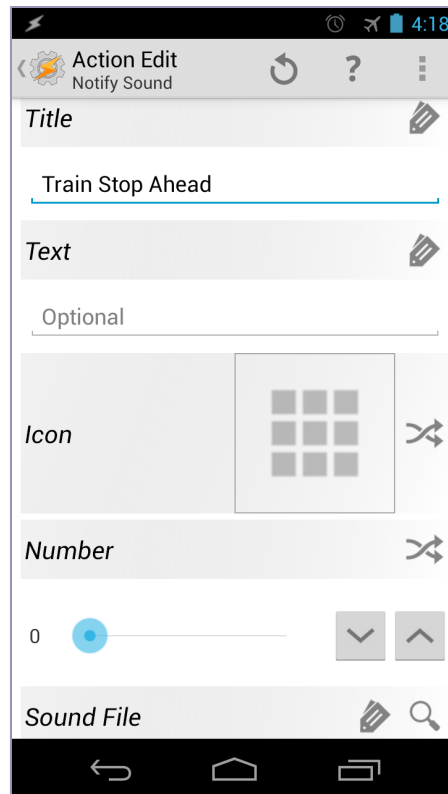 4:18
Action Edit
Notify Sound
?
Title
Train Stop Ahead
Text
Optional
Icon
Number
0
Sound File